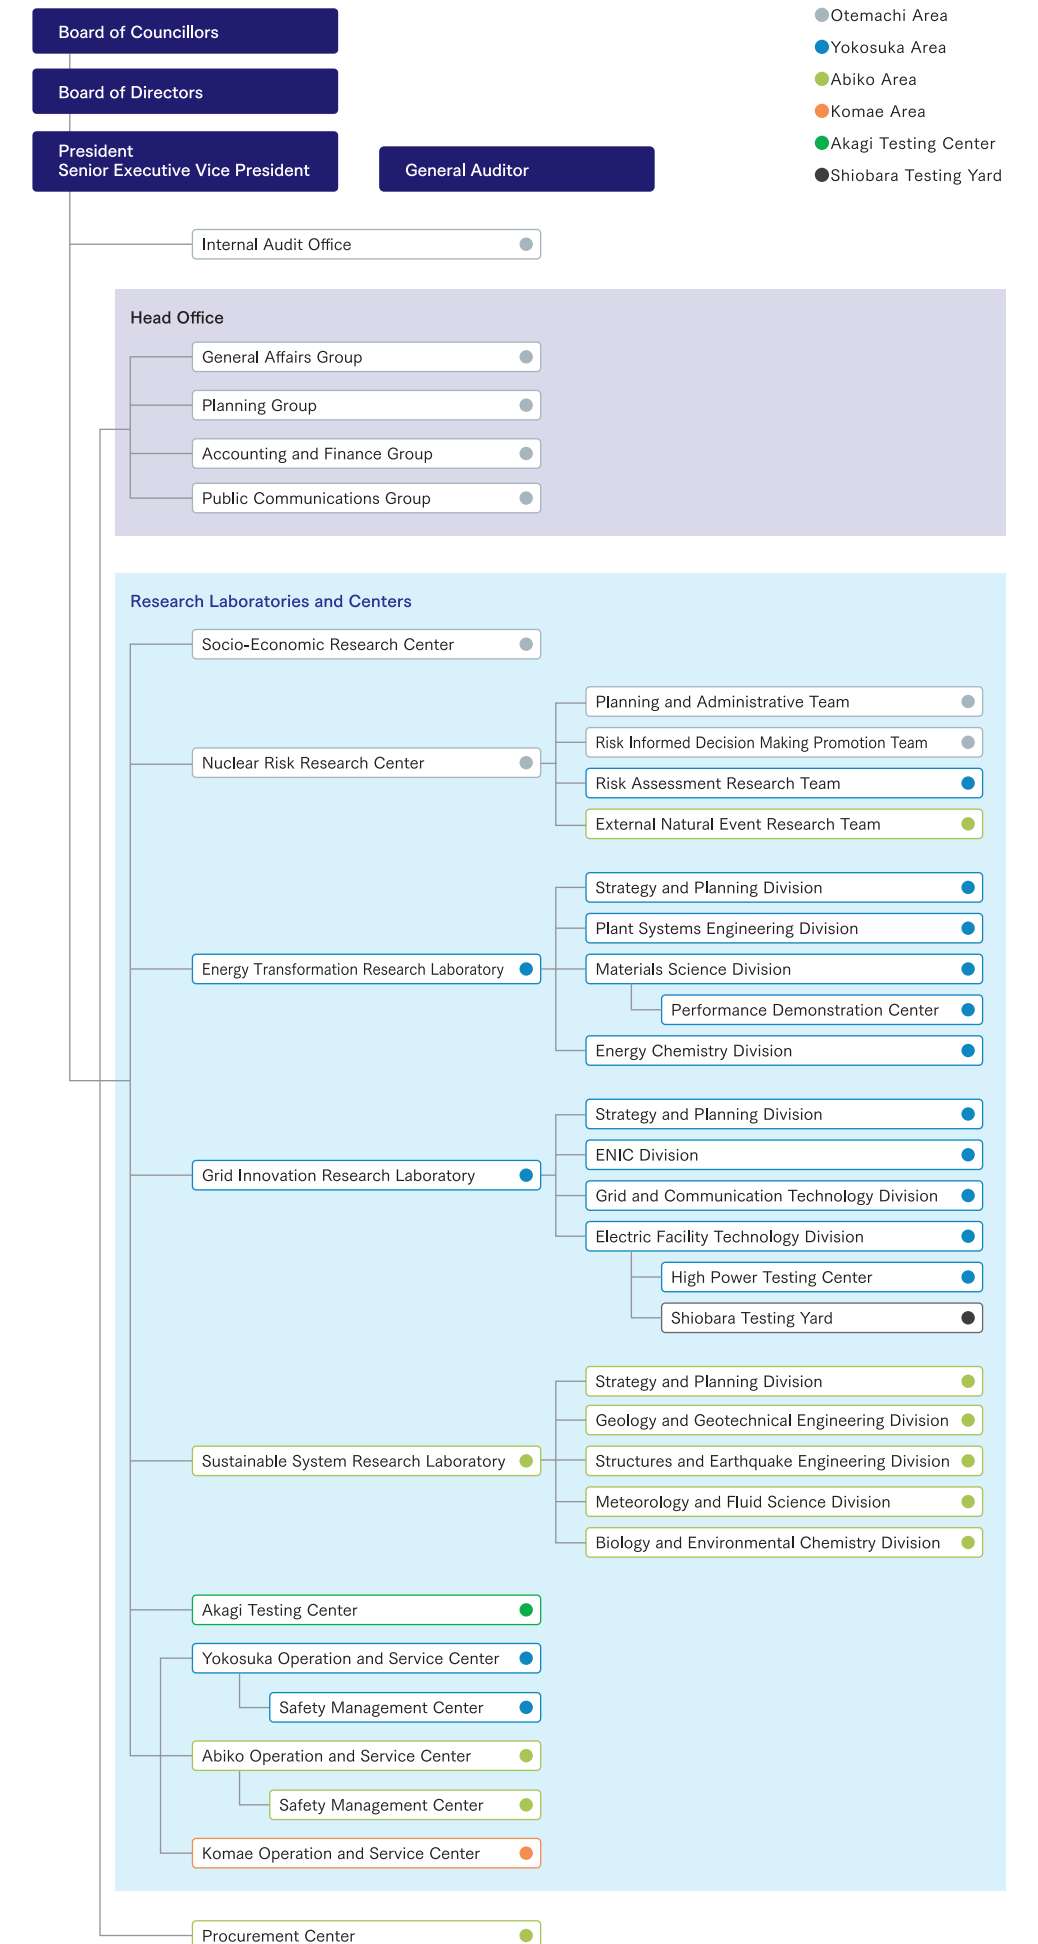 Board of Councillors
Board of Directors
President
Senior Executive Vice President
General Auditor
Otemachi Area
Yokosuka Area
Abiko Area
Komae Area
Akagi Testing Center
Shiobara Testing Yard
Internal Audit Office
Head Office
General Affairs Group
Planning Group
Accounting and Finance Group
Public Communications Group
Research Laboratories and Centers
Socio-Economic Research Center
Nuclear Risk Research Center
Planning and Administrative Team
Risk Informed Decision Making Promotion Team
Risk Assessment Research Team
External Natural Event Research Team
Energy Transformation Research Laboratory
Strategy and Planning Division
Plant Systems Engineering Division
Materials Science Division
Performance Demonstration Center
Energy Chemistry Division
Grid Innovation Research Laboratory
Strategy and Planning Division
ENIC Division
Grid and Communication Technology Division
Electric Facility Technology Division
High Power Testing Center
Shiobara Testing Yard
Sustainable System Research Laboratory
Strategy and Planning Division
Geology and Geotechnical Engineering Division
Structures and Earthquake Engineering Division
Meteorology and Fluid Science Division
Biology and Environmental Chemistry Division
Akagi Testing Center
Yokosuka Operation and Service Center
Safety Management Center
Abiko Operation and Service Center
Safety Management Center
Komae Operation and Service Center
Procurement Center